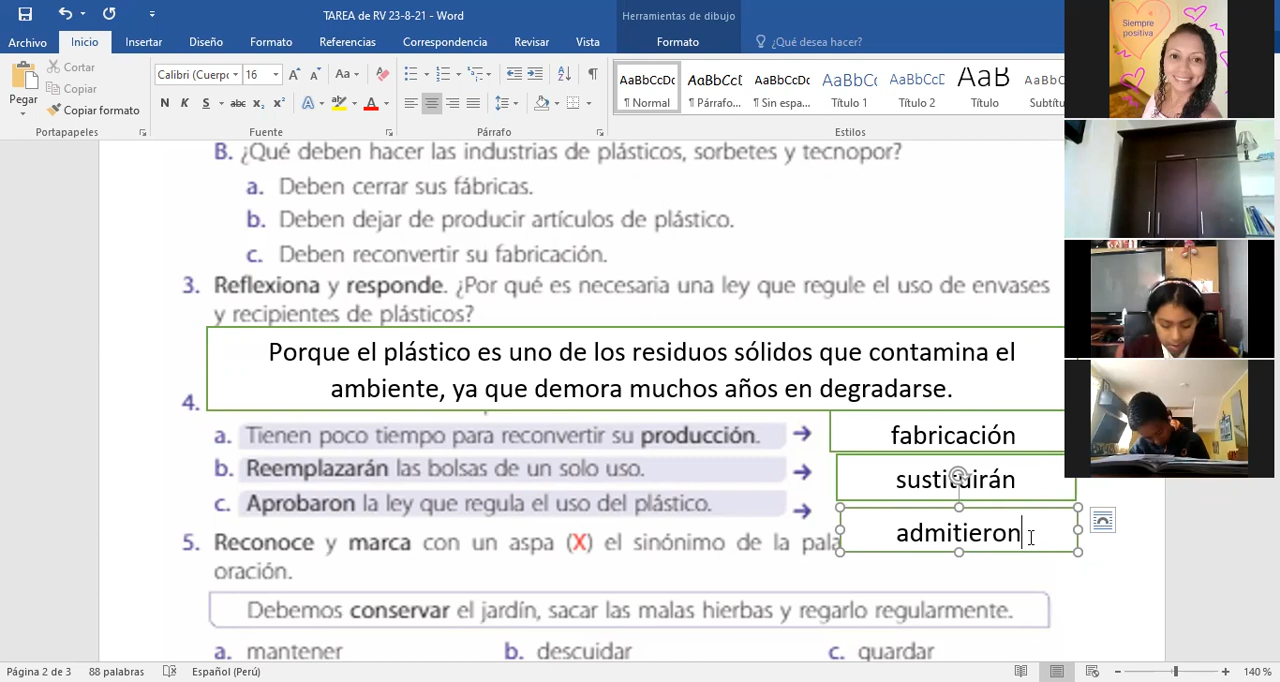 TAREA de RV 23-8-21 - Word
Herramientas de dibujo
Archivo Inicio Insertar Diseño Formato Referencias Correspondencia Revisar Vista Formato ¿Qué desea hacer?
Pegar
Cortar
Copiar
Copiar formato
Calibri (Cuerpo 16
N K S abc x₂ x²
AaBbCcDc AaBbCcD AaBbCcDc AaBbC AaBbCcD AaB AaBbC
¶ Normal ¶ Párrafo... ¶ Sin espa... Título 1 Título 2 Título Subtítu
Portapapeles Fuente Párrafo Estilos
Siempre
positiva
B. ¿Qué deben hacer las industrias de plásticos, sorbetes y tecnopor?
a. Deben cerrar sus fábricas.
b. Deben dejar de producir artículos de plástico.
c. Deben reconvertir su fabricación.
3. Reflexiona y responde. ¿Por qué es necesaria una ley que regule el uso de envases
y recipientes de plásticos?
Porque el plástico es uno de los residuos sólidos que contamina el
ambiente, ya que demora muchos años en degradarse.
4.
a. Tienen poco tiempo para reconvertir su producción. → fabricación
b. Reemplazarán las bolsas de un solo uso. → sustituirán
c. Aprobaron la ley que regula el uso del plástico. → admitieron
5. Reconoce y marca con un aspa (X) el sinónimo de la pala
oración.
Debemos conservar el jardín, sacar las malas hierbas y regarlo regularmente.
a. mantener b. descuidar c. guardar
Página 2 de 3 88 palabras Español (Perú) 140 %